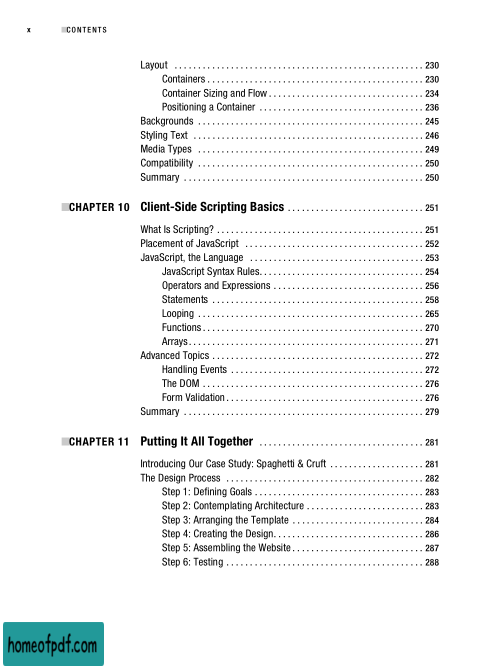 x ■CONTENTS
Layout . . . . . . . . . . . . . . . . . . . . . . . . . . . . . . . . . . . . . . . . . . . . . . . . . . . . . 230
Containers . . . . . . . . . . . . . . . . . . . . . . . . . . . . . . . . . . . . . . . . . . . . . . 230
Container Sizing and Flow . . . . . . . . . . . . . . . . . . . . . . . . . . . . . . . . . 234
Positioning a Container . . . . . . . . . . . . . . . . . . . . . . . . . . . . . . . . . . . 236
Backgrounds . . . . . . . . . . . . . . . . . . . . . . . . . . . . . . . . . . . . . . . . . . . . . . . . 245
Styling Text . . . . . . . . . . . . . . . . . . . . . . . . . . . . . . . . . . . . . . . . . . . . . . . . . 246
Media Types . . . . . . . . . . . . . . . . . . . . . . . . . . . . . . . . . . . . . . . . . . . . . . . . 249
Compatibility . . . . . . . . . . . . . . . . . . . . . . . . . . . . . . . . . . . . . . . . . . . . . . . . 250
Summary . . . . . . . . . . . . . . . . . . . . . . . . . . . . . . . . . . . . . . . . . . . . . . . . . . . 250
■CHAPTER 10 Client-Side Scripting Basics . . . . . . . . . . . . . . . . . . . . . . . . . . . . . 251
What Is Scripting? . . . . . . . . . . . . . . . . . . . . . . . . . . . . . . . . . . . . . . . . . . . . 251
Placement of JavaScript . . . . . . . . . . . . . . . . . . . . . . . . . . . . . . . . . . . . . . 252
JavaScript, the Language . . . . . . . . . . . . . . . . . . . . . . . . . . . . . . . . . . . . . 253
JavaScript Syntax Rules. . . . . . . . . . . . . . . . . . . . . . . . . . . . . . . . . . . 254
Operators and Expressions . . . . . . . . . . . . . . . . . . . . . . . . . . . . . . . . 256
Statements . . . . . . . . . . . . . . . . . . . . . . . . . . . . . . . . . . . . . . . . . . . . . 258
Looping . . . . . . . . . . . . . . . . . . . . . . . . . . . . . . . . . . . . . . . . . . . . . . . . 265
Functions . . . . . . . . . . . . . . . . . . . . . . . . . . . . . . . . . . . . . . . . . . . . . . . 270
Arrays. . . . . . . . . . . . . . . . . . . . . . . . . . . . . . . . . . . . . . . . . . . . . . . . . . 271
Advanced Topics . . . . . . . . . . . . . . . . . . . . . . . . . . . . . . . . . . . . . . . . . . . . . 272
Handling Events . . . . . . . . . . . . . . . . . . . . . . . . . . . . . . . . . . . . . . . . . 272
The DOM . . . . . . . . . . . . . . . . . . . . . . . . . . . . . . . . . . . . . . . . . . . . . . . 276
Form Validation . . . . . . . . . . . . . . . . . . . . . . . . . . . . . . . . . . . . . . . . . . 276
Summary . . . . . . . . . . . . . . . . . . . . . . . . . . . . . . . . . . . . . . . . . . . . . . . . . . . 279
■CHAPTER 11 Putting It All Together . . . . . . . . . . . . . . . . . . . . . . . . . . . . . . . . . . . 281
Introducing Our Case Study: Spaghetti & Cruft . . . . . . . . . . . . . . . . . . . . 281
The Design Process . . . . . . . . . . . . . . . . . . . . . . . . . . . . . . . . . . . . . . . . . . 282
Step 1: Defining Goals . . . . . . . . . . . . . . . . . . . . . . . . . . . . . . . . . . . . 283
Step 2: Contemplating Architecture . . . . . . . . . . . . . . . . . . . . . . . . . 283
Step 3: Arranging the Template . . . . . . . . . . . . . . . . . . . . . . . . . . . . 284
Step 4: Creating the Design. . . . . . . . . . . . . . . . . . . . . . . . . . . . . . . . 286
Step 5: Assembling the Website . . . . . . . . . . . . . . . . . . . . . . . . . . . . 287
Step 6: Testing . . . . . . . . . . . . . . . . . . . . . . . . . . . . . . . . . . . . . . . . . . 288
homeofpdf.com